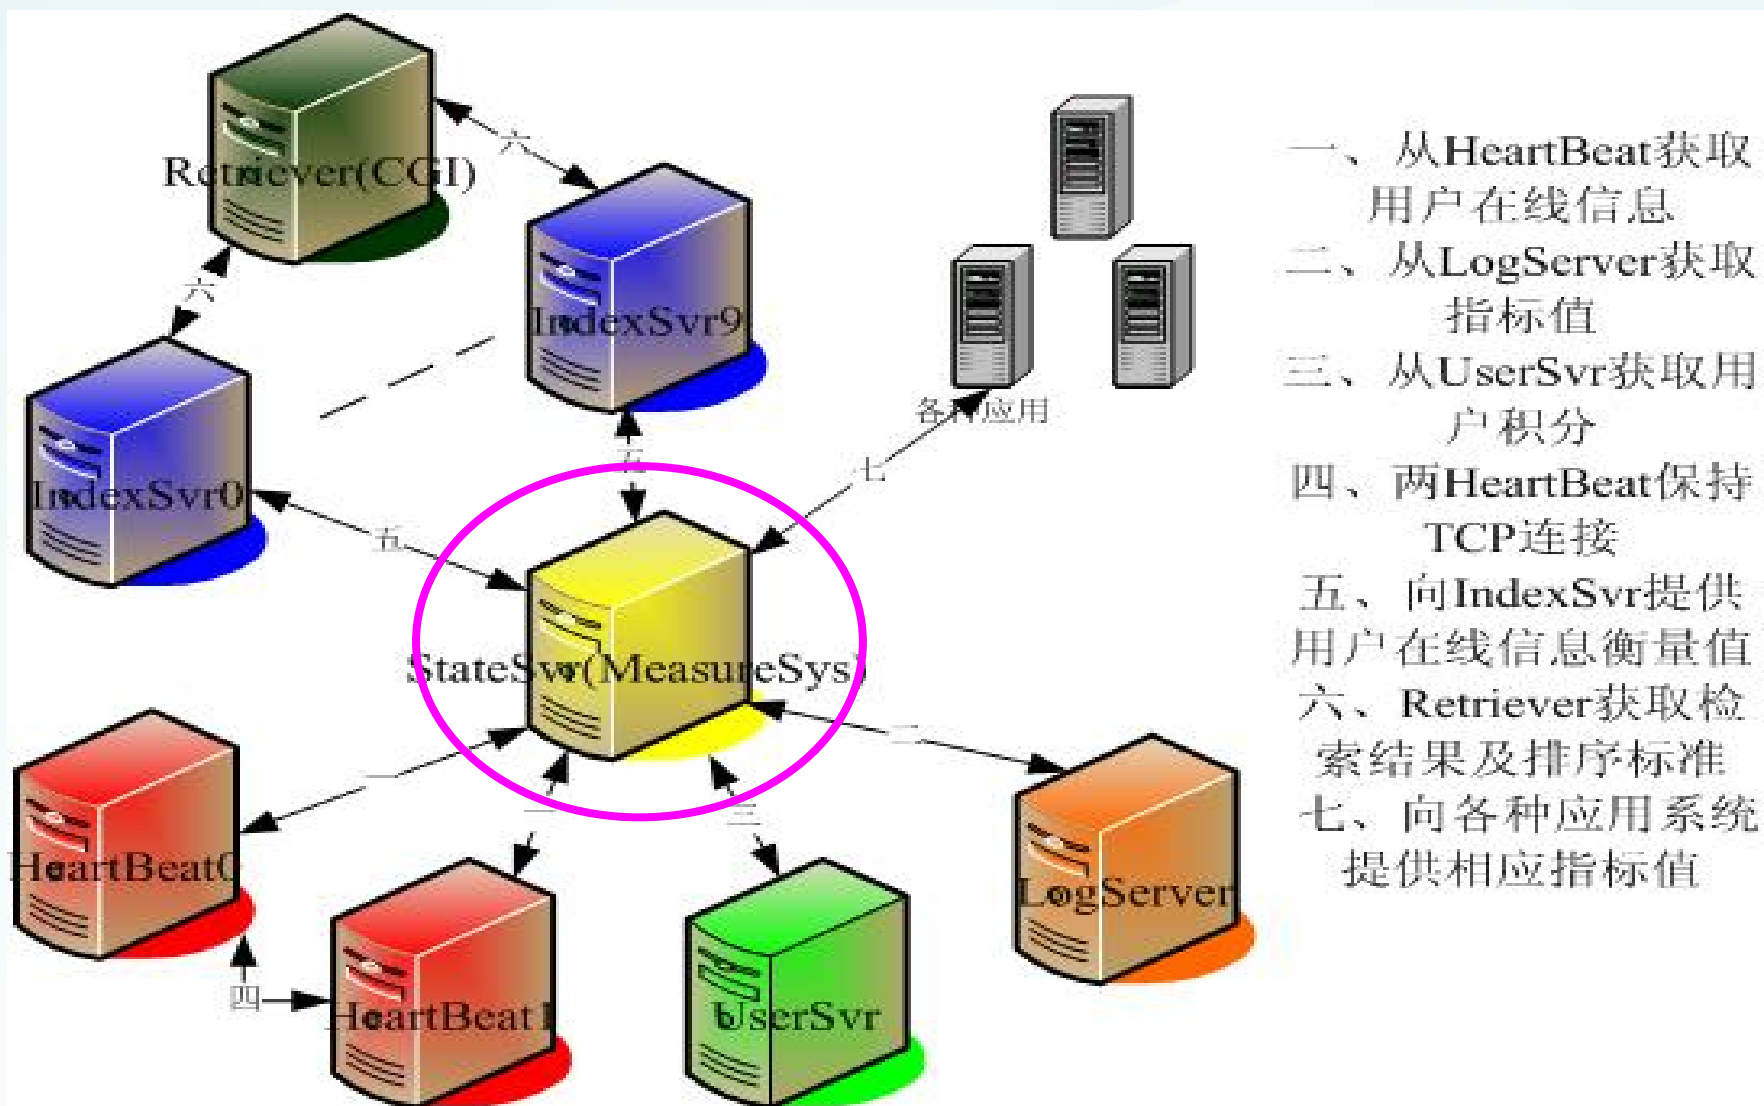 Retriever(CGI)
六
IndexSvr9
六
IndexSvr0
各种应用
五
七
五
StateSvr(MeasureSys)
一
二
一
三
HeartBeat0
LogServer
四
HeartBeat1
UserSvr
一、从HeartBeat获取
用户在线信息
二、从LogServer获取
指标值
三、从UserSvr获取用
户积分
四、两HeartBeat保持
TCP连接
五、向IndexSvr提供
用户在线信息衡量值
六、Retriever获取检
索结果及排序标准
七、向各种应用系统
提供相应指标值